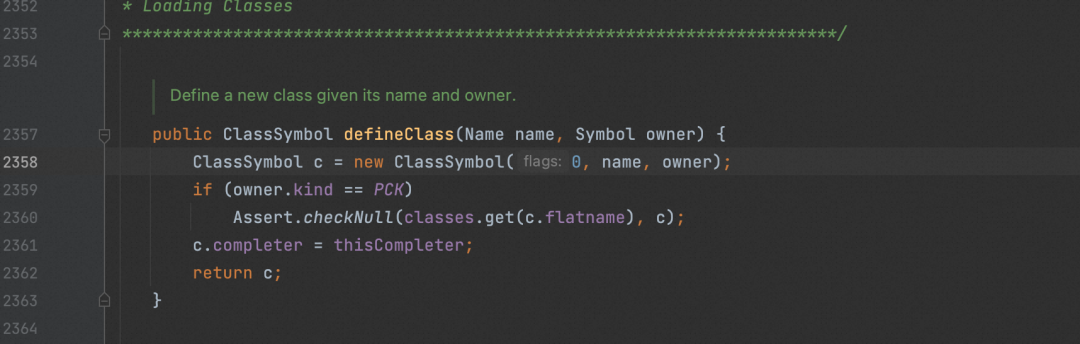 2352 * Loading Classes
2353 ***********************************************************************/
2354
Define a new class given its name and owner.
2357 public ClassSymbol defineClass(Name name, Symbol owner) {
2358 ClassSymbol c = new ClassSymbol( flags: 0, name, owner);
2359 if (owner.kind == PCK)
2360 Assert.checkNull(classes.get(c.flatname), c);
2361 c.completer = thisCompleter;
2362 return c;
2363 }
2364